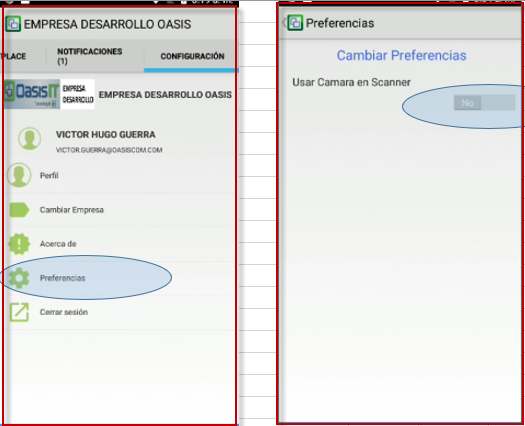 EMPRESA DESARROLLO OASIS
PLACE
NOTIFICACIONES
(1)
CONFIGURACIÓN
OasisIT
EMPRESA
DESARROLLO
EMPRESA DESARROLLO OASIS
VICTOR HUGO GUERRA
VICTOR.GUERRA@OASISCOM.COM
Perfil
Cambiar Empresa
Acerca de
Preferencias
Cerrar sesión
Preferencias
Cambiar Preferencias
Usar Camara en Scanner
No